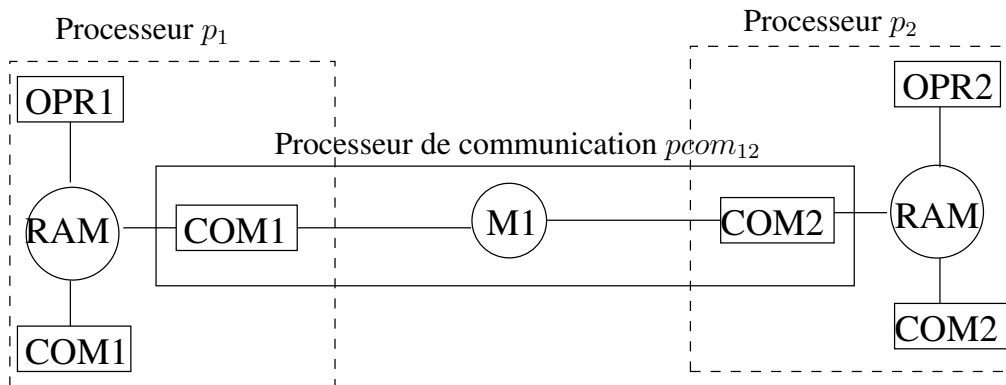 Processeur p₁
Processeur p₂
OPR1
OPR2
Processeur de communication pcom₁₂
RAM
COM1
M1
COM2
RAM
COM1
COM2